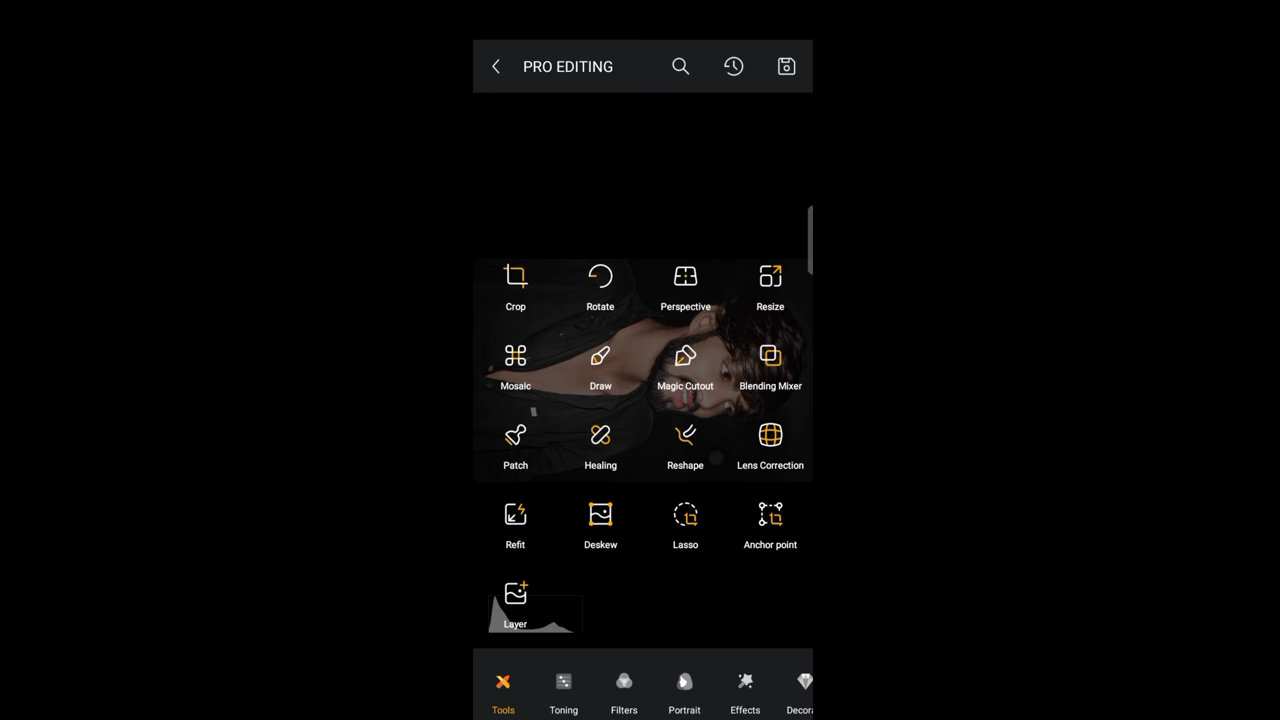 PRO EDITING
Crop Rotate Perspective Resize
Mosaic Draw Magic Cutout Blending Mixer
Patch Healing Reshape Lens Correction
Refit Deskew Lasso Anchor point
Layer
Tools Toning Filters Portrait Effects Decora